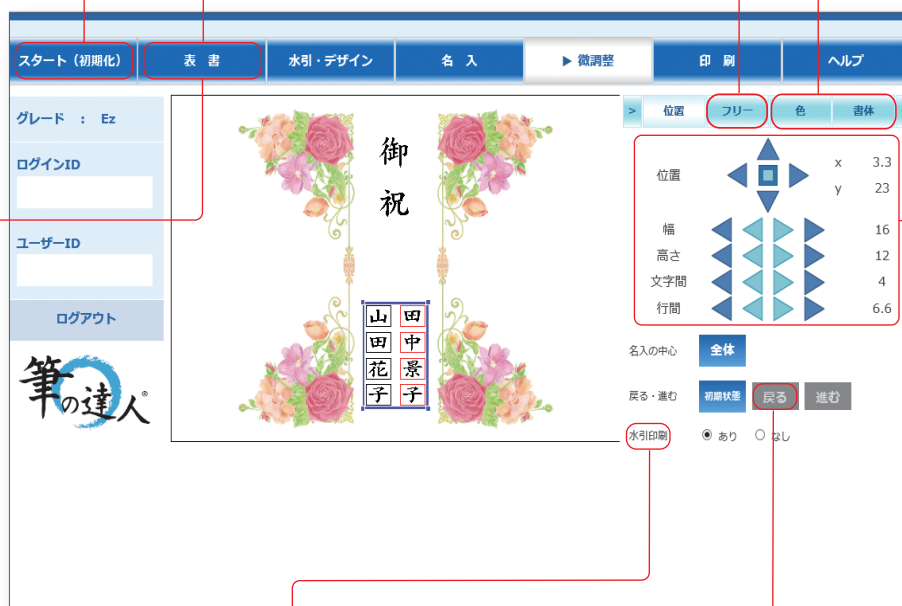 スタート（初期化）　表　書　水引・デザイン　名　入　▶ 微調整　印　刷　ヘルプ
グレード ： Ez
ログインID
ユーザーID
ログアウト
筆の達人®
御祝
田中景子
山田花子
> 位置 フリー 色 書体
位置 x 3.3
y 23
幅 16
高さ 12
文字間 4
行間 6.6
名入の中心 全体
戻る・進む 初期状態 戻る 進む
水引印刷 あり なし